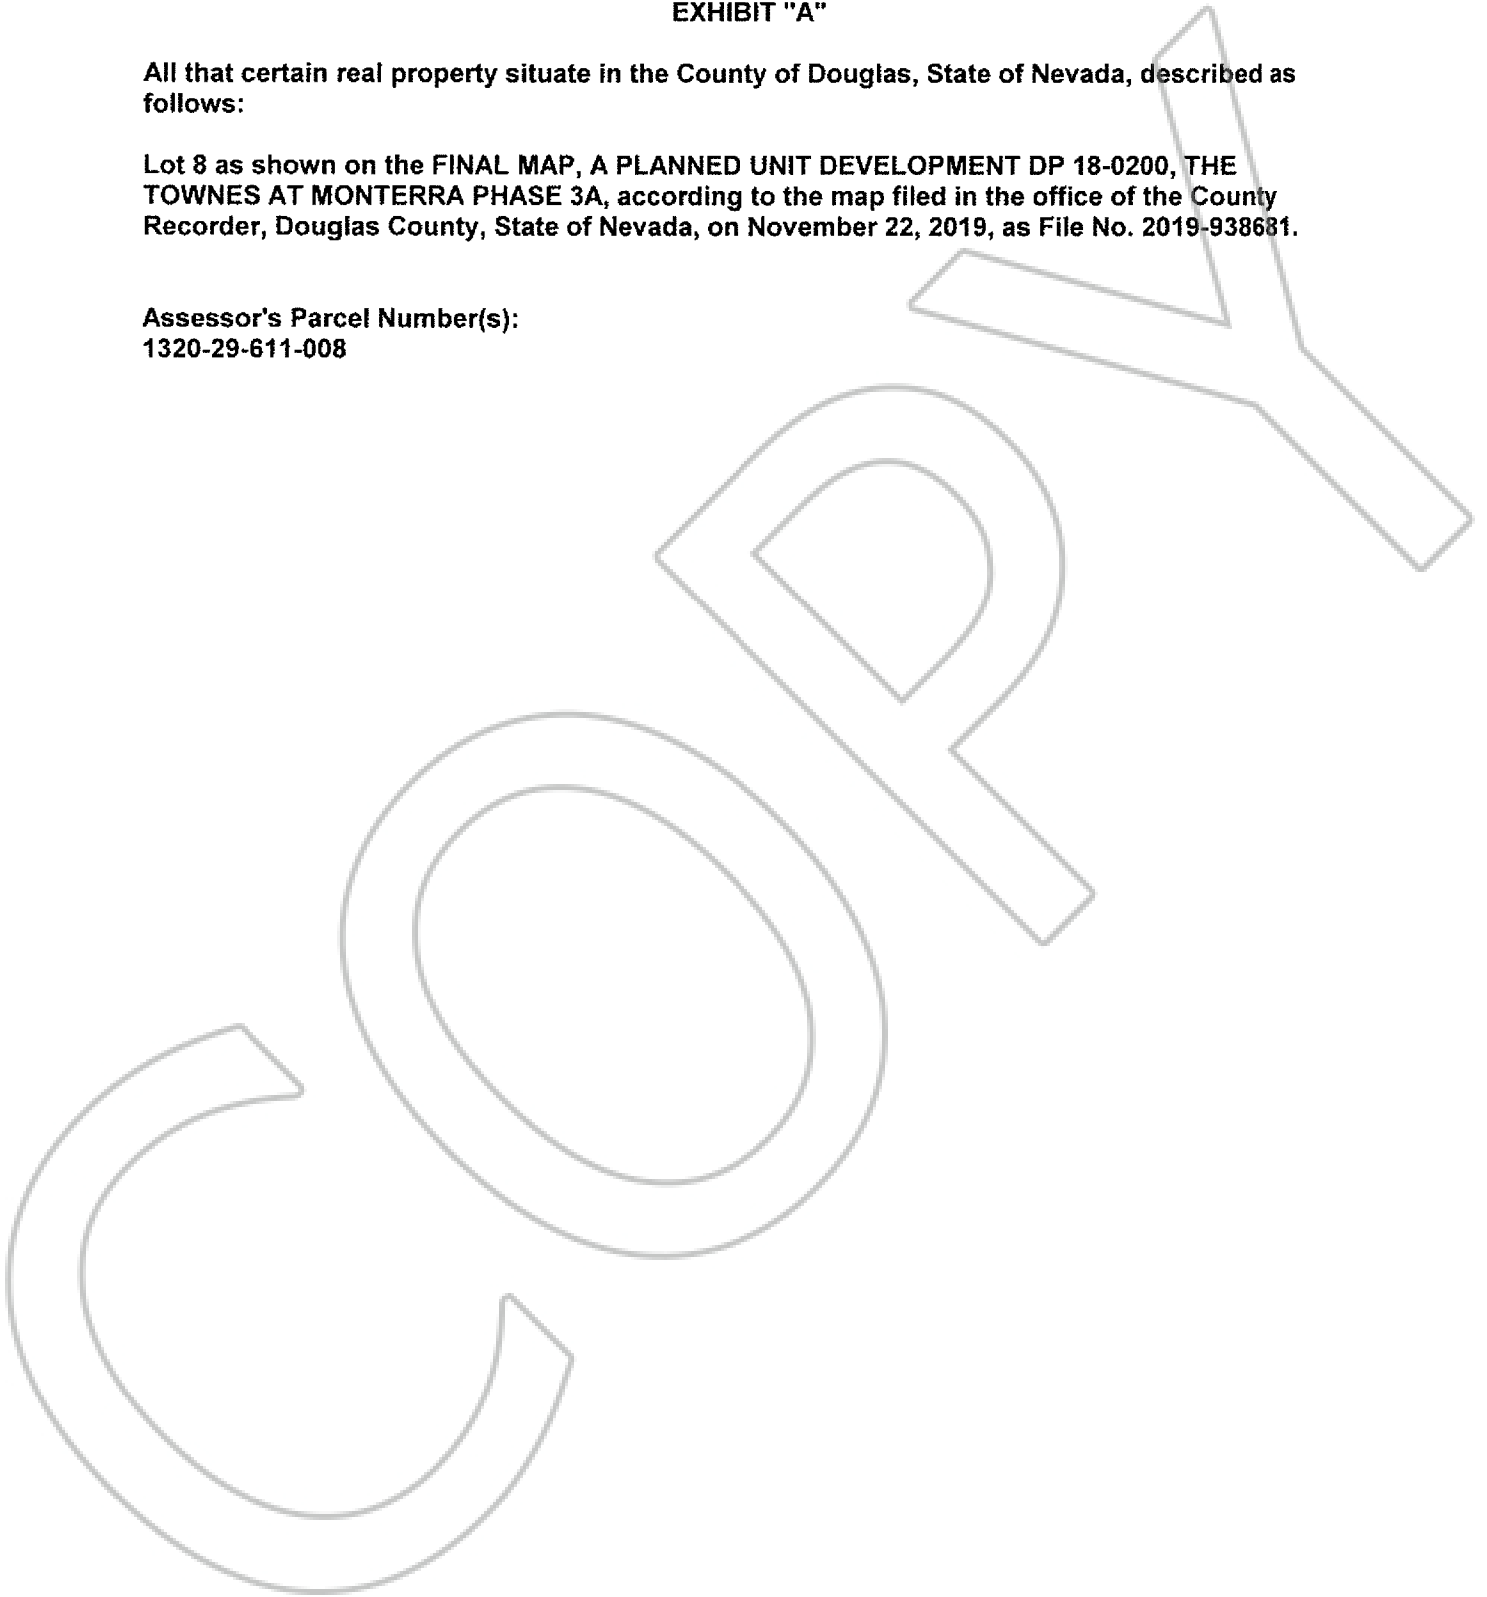 EXHIBIT "A"
All that certain real property situate in the County of Douglas, State of Nevada, described as
follows:
Lot 8 as shown on the FINAL MAP, A PLANNED UNIT DEVELOPMENT DP 18-0200, THE
TOWNES AT MONTERRA PHASE 3A, according to the map filed in the office of the County
Recorder, Douglas County, State of Nevada, on November 22, 2019, as File No. 2019-938681.
Assessor's Parcel Number(s):
1320-29-611-008
COPY